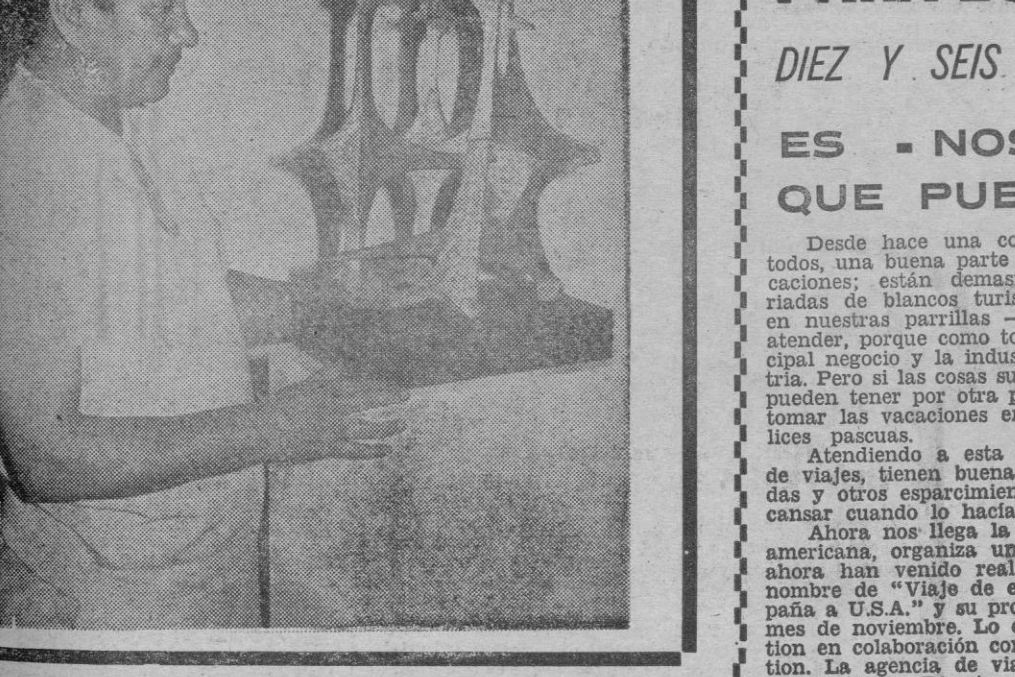 DIEZ Y SEIS
ES - NOS
QUE PUE
Desde hace una co
todos, una buena parte
caciones; están demas
riadas de blancos turis
en nuestras parrillas —
atender, porque como to
cipal negocio y la indus
tria. Pero si las cosas su
pueden tener por otra p
tomar las vacaciones en
lices pascuas.
Atendiendo a esta
de viajes, tienen buena
das y otros esparcimien
cansar cuando lo hacía
Ahora nos llega la
americana, organiza un
ahora han venido real
nombre de "Viaje de e
paña a U.S.A." y su pro
mes de noviembre. Lo
tion en colaboración con
tion. La agencia de via